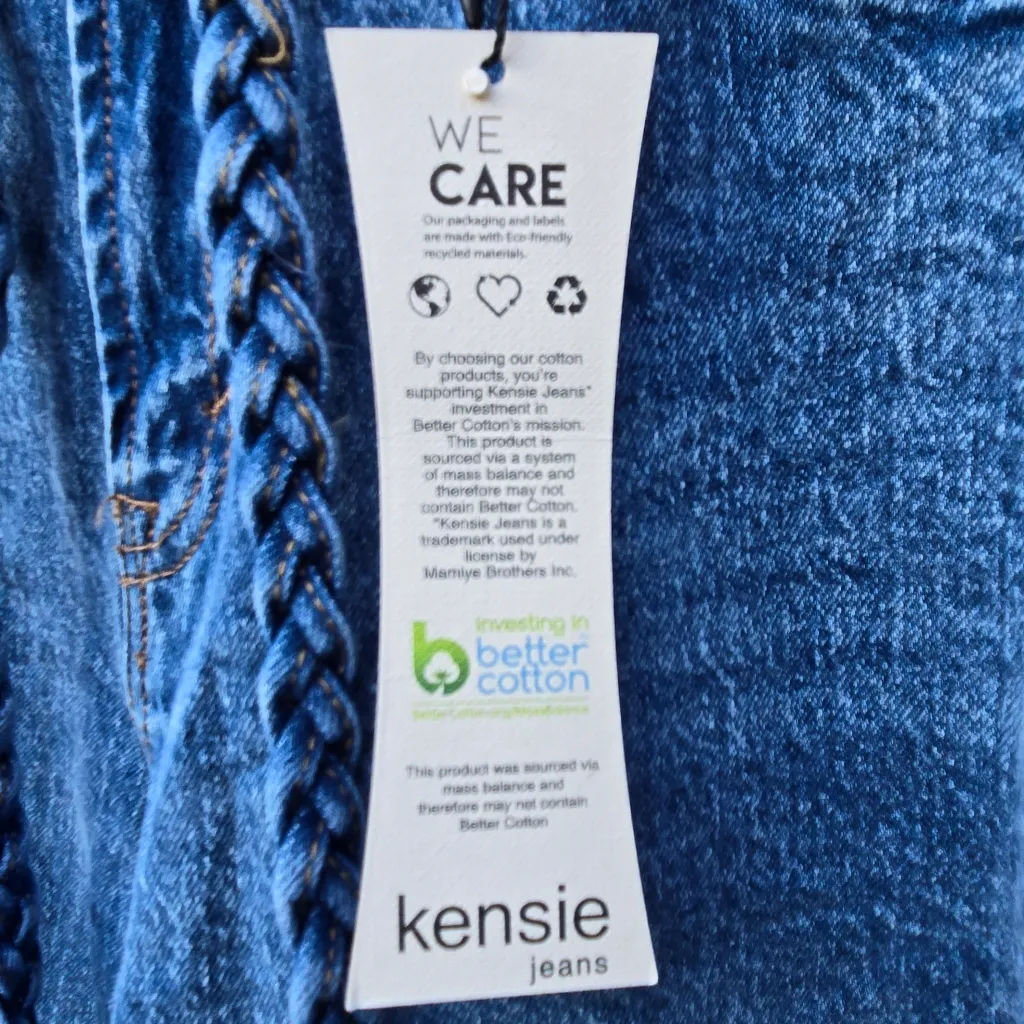 WE
CARE
Our packaging and labels
are made with Eco-friendly
recycled materials.
By choosing our cotton
products, you're
supporting Kensie Jeans*
investment in
Better Cotton's mission.
This product is
sourced via a system
of mass balance and
therefore may not
contain Better Cotton.
*Kensie Jeans is a
trademark used under
license by
Mamiye Brothers Inc.
investing in
better
cotton
BetterCotton.org/MassBalance
This product was sourced via
mass balance and
therefore may not contain
Better Cotton
kensie
jeans